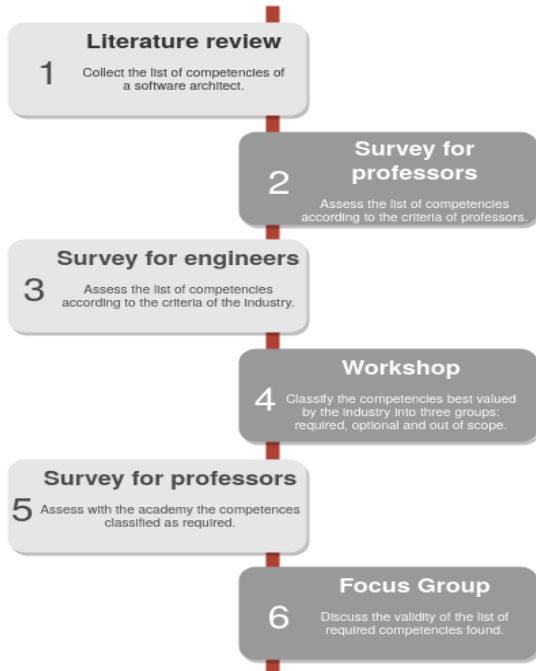 Literature review
1
Collect the list of competencies of
a software architect.
Survey for
professors
2
Assess the list of competencies
according to the criteria of professors.
Survey for engineers
3
Assess the list of competencies
according to the criteria of the industry.
Workshop
4
Classify the competencies best valued
by the industry into three groups:
required, optional and out of scope.
Survey for professors
5
Assess with the academy the competences
classified as required.
Focus Group
6
Discuss the validity of the list of
required competencies found.